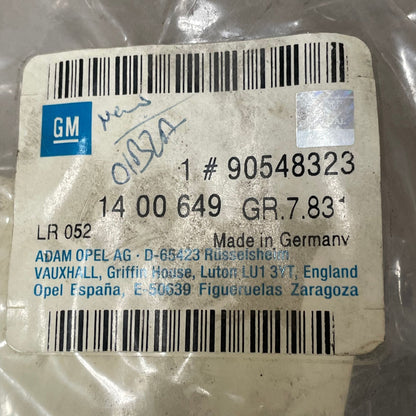 GM
1 # 90548323
14 00 649 GR.7.831
LR 052 Made in Germany
ADAM OPEL AG · D-65423 Rüsselsheim
VAUXHALL, Griffin House, Luton LU1 3YT, England
Opel España, E-50639 Figueruelas Zaragoza